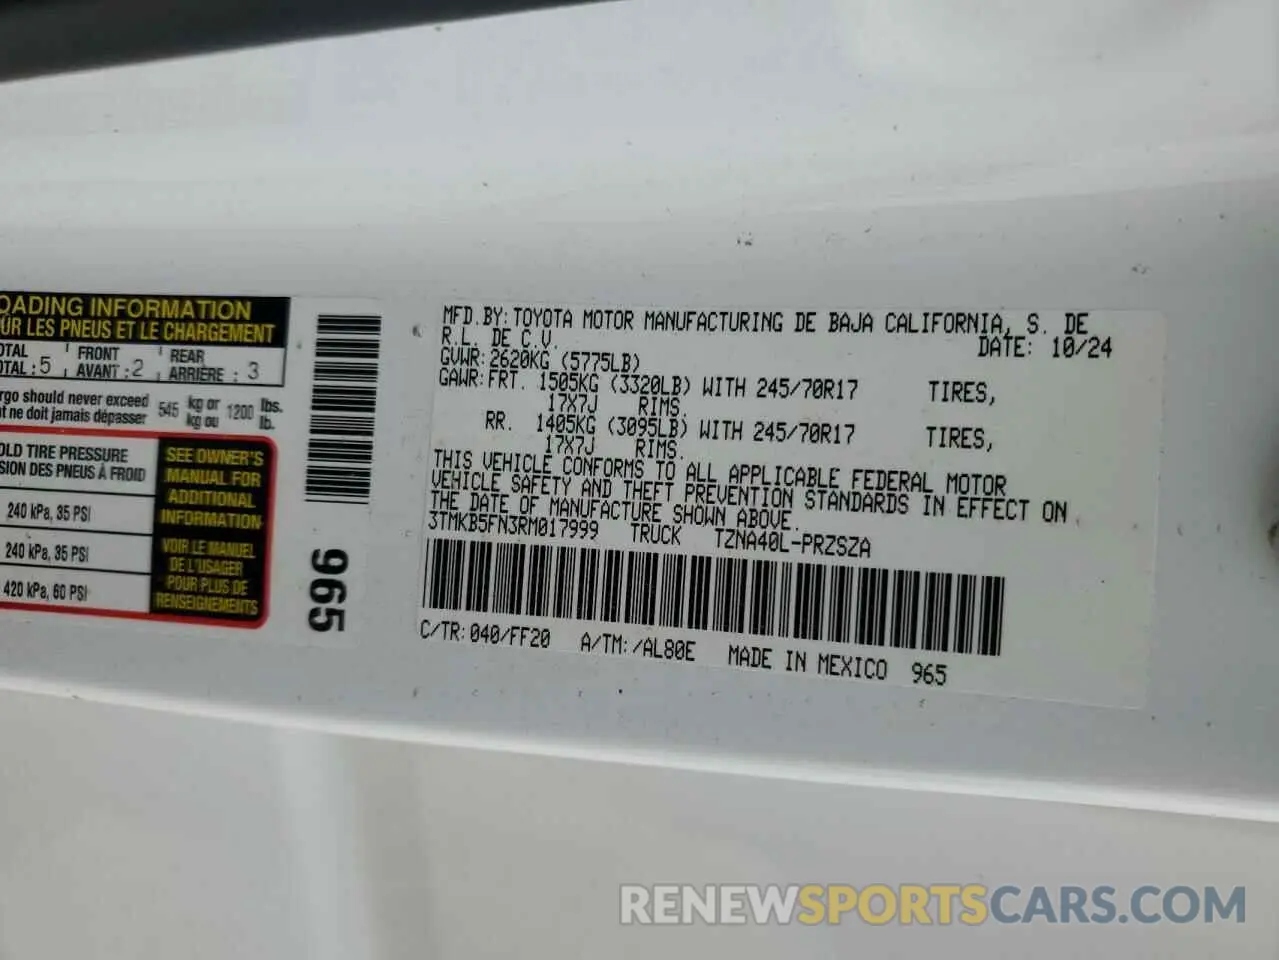 OADING INFORMATION
UR LES PNEUS ET LE CHARGEMENT
OTAL FRONT REAR
OTAL : 5 AVANT : 2 ARRIÈRE : 3
rgo should never exceed 545 kg or 1200 lbs.
t ne doit jamais dépasser kg ou lb.
OLD TIRE PRESSURE
SION DES PNEUS À FROID
240 kPa, 35 PSI
240 kPa, 35 PSI
420 kPa, 60 PSI
SEE OWNER'S
MANUAL FOR
ADDITIONAL
INFORMATION
VOIR LE MANUEL
DE L'USAGER
POUR PLUS DE
RENSEIGNEMENTS
965
MFD.BY: TOYOTA MOTOR MANUFACTURING DE BAJA CALIFORNIA, S. DE
R.L. DE C.V. DATE: 10/24
GVWR: 2620KG (5775LB)
GAWR: FRT. 1505KG (3320LB) WITH 245/70R17 TIRES,
17X7J RIMS.
RR. 1405KG (3095LB) WITH 245/70R17 TIRES,
17X7J RIMS.
THIS VEHICLE CONFORMS TO ALL APPLICABLE FEDERAL MOTOR
VEHICLE SAFETY AND THEFT PREVENTION STANDARDS IN EFFECT ON
THE DATE OF MANUFACTURE SHOWN ABOVE.
3TMKB5FN3RM017999 TRUCK TZNA40L-PRZSZA
C/TR: 040/FF20 A/TM: /AL80E MADE IN MEXICO 965
RENEWSPORTSCARS.COM